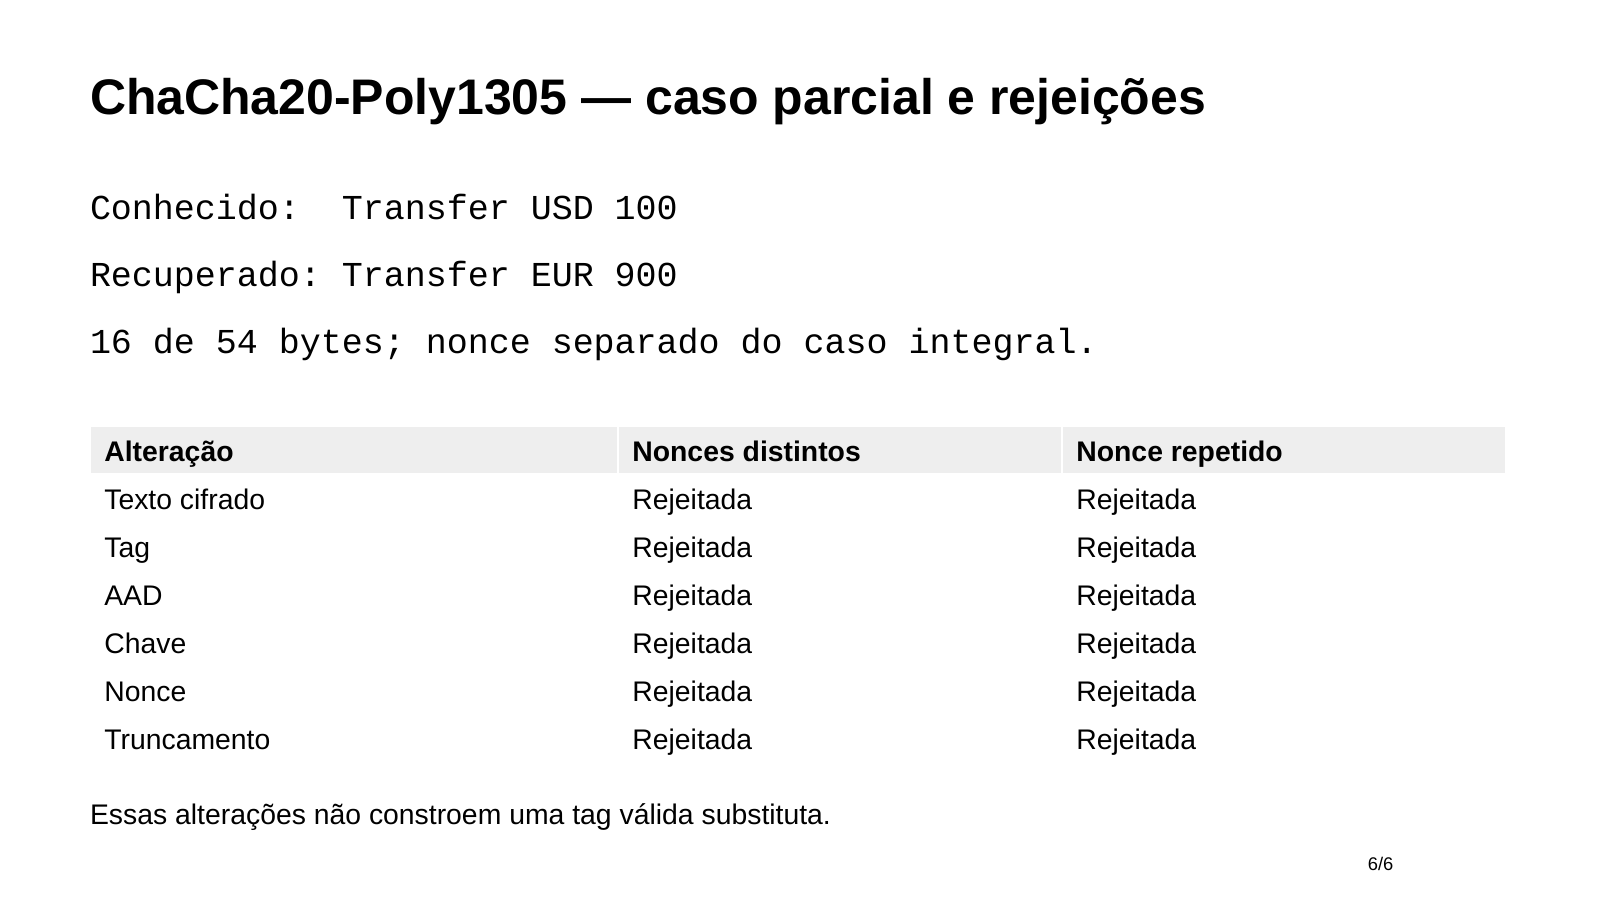 ChaCha20-Poly1305 — caso parcial e rejeições
Conhecido:  Transfer USD 100
Recuperado: Transfer EUR 900
16 de 54 bytes; nonce separado do caso integral.
Alteração Nonces distintos Nonce repetido
Texto cifrado Rejeitada Rejeitada
Tag Rejeitada Rejeitada
AAD Rejeitada Rejeitada
Chave Rejeitada Rejeitada
Nonce Rejeitada Rejeitada
Truncamento Rejeitada Rejeitada
Essas alterações não constroem uma tag válida substituta.
6/6